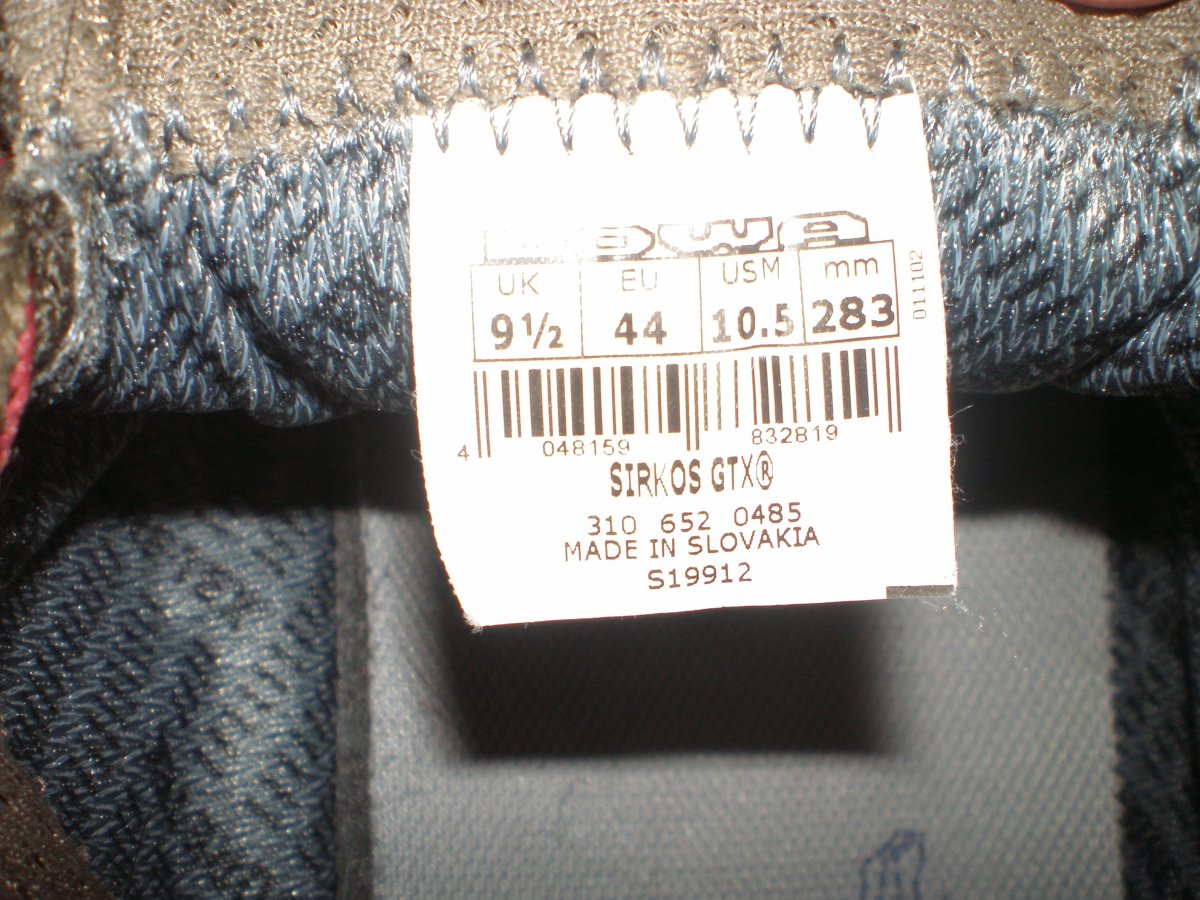 UK EU USM mm
9½ 44 10.5 283
011102
4 048159 832819
SIRKOS GTX®
310 652 0485
MADE IN SLOVAKIA
S19912